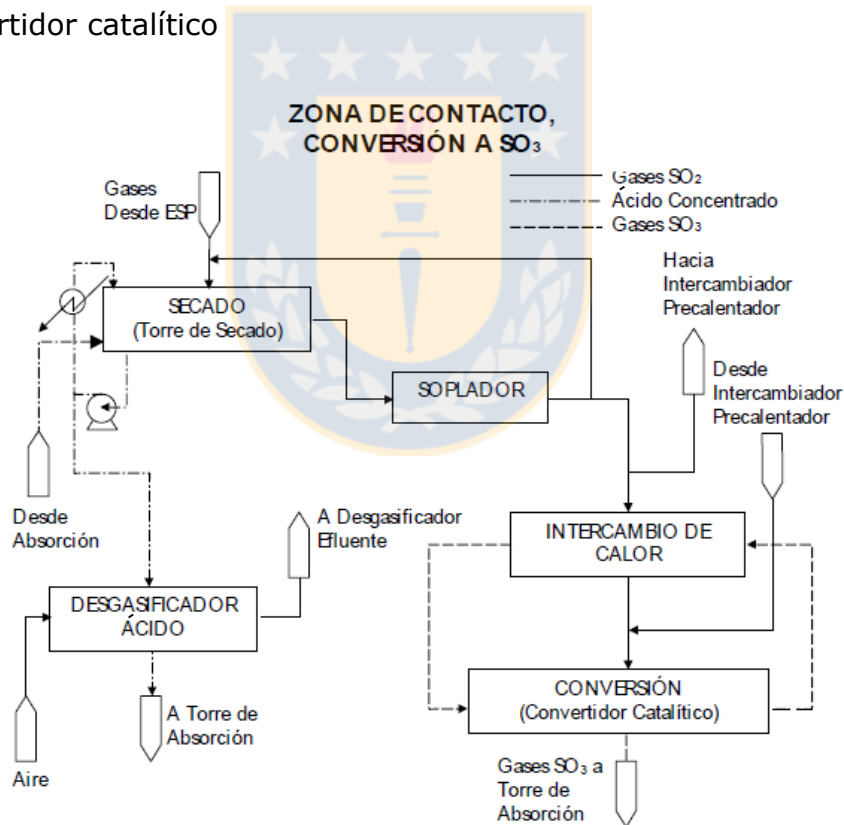 rtidor catalítico
ZONA DE CONTACTO,
CONVERSIÓN A SO₃
Gases SO₂
Ácido Concentrado
Gases SO₃
Gases
Desde ESP
Hacia
Intercambiador
Precalentador
SECADO
(Torre de Secado)
SOPLADOR
Desde
Intercambiador
Precalentador
Desde
Absorción
A Desgasificador
Efluente
INTERCAMBIO DE
CALOR
DESGASIFICADOR
ÁCIDO
CONVERSIÓN
(Convertidor Catalítico)
A Torre de
Absorción
Aire
Gases SO₃ a
Torre de
Absorción